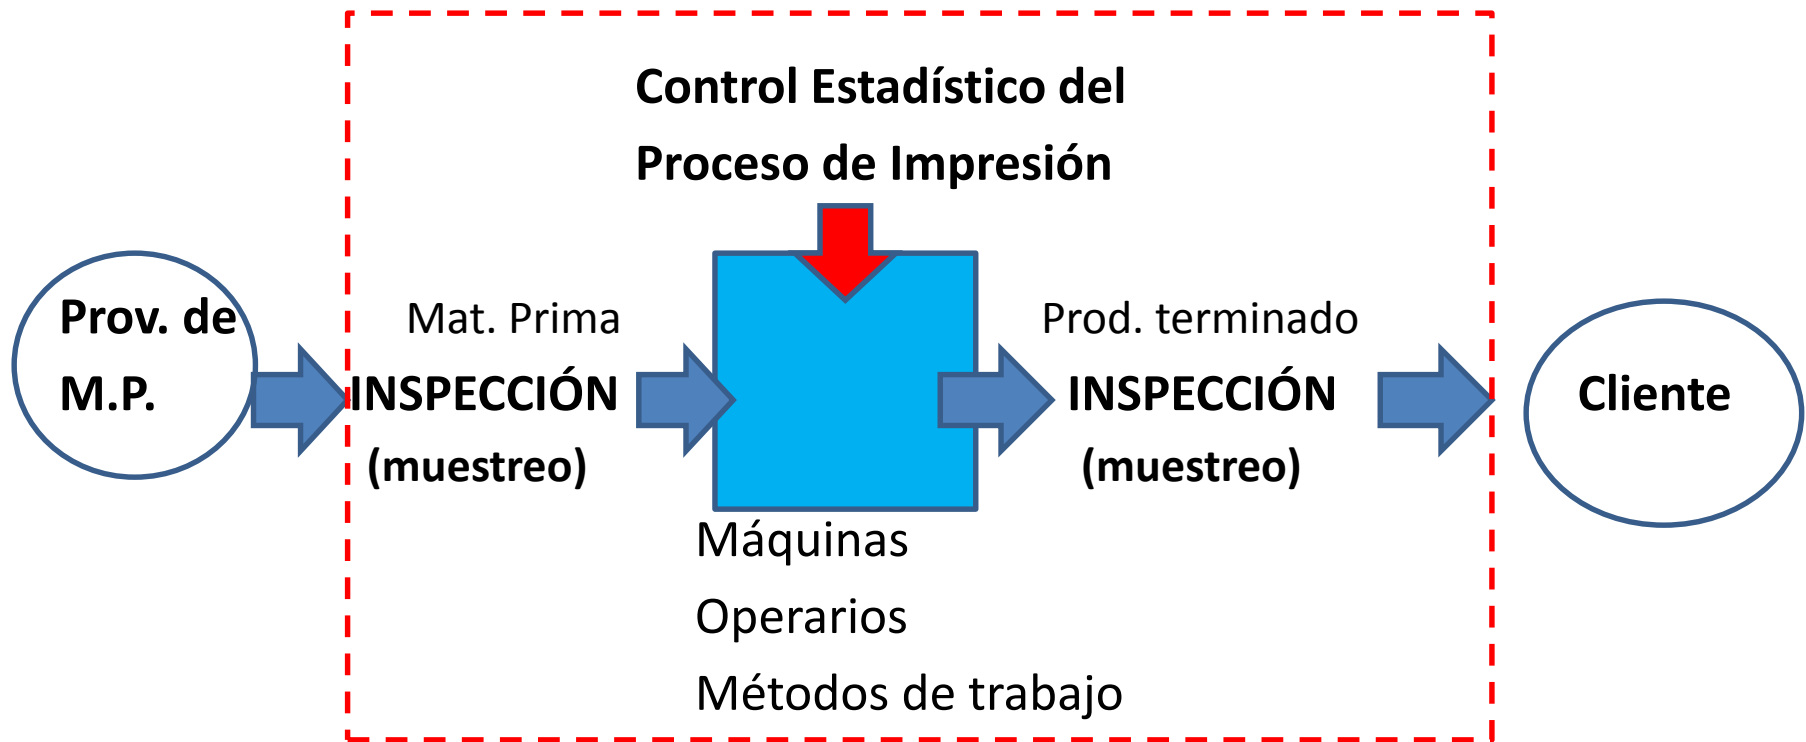 Control Estadístico del
Proceso de Impresión
Prov. de
M.P.
Mat. Prima
INSPECCIÓN
(muestreo)
Prod. terminado
INSPECCIÓN
(muestreo)
Cliente
Máquinas
Operarios
Métodos de trabajo